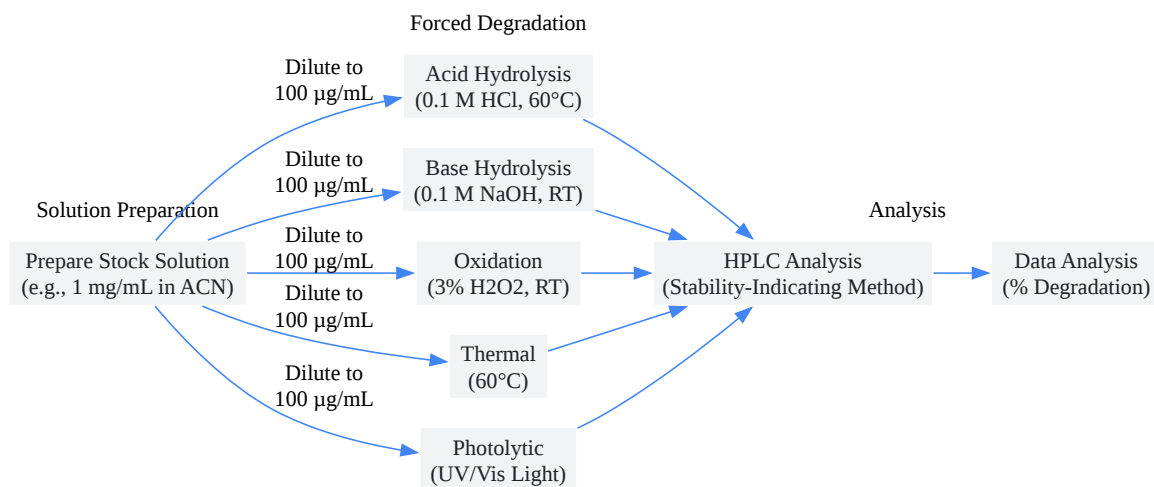 Forced Degradation
Dilute to
100 µg/mL
Acid Hydrolysis
(0.1 M HCl, 60°C)
Dilute to
100 µg/mL
Base Hydrolysis
(0.1 M NaOH, RT)
Solution Preparation
Analysis
Prepare Stock Solution
(e.g., 1 mg/mL in ACN)
Dilute to
100 µg/mL
Oxidation
(3% H2O2, RT)
HPLC Analysis
(Stability-Indicating Method)
Data Analysis
(% Degradation)
Dilute to
100 µg/mL
Thermal
(60°C)
Dilute to
100 µg/mL
Photolytic
(UV/Vis Light)